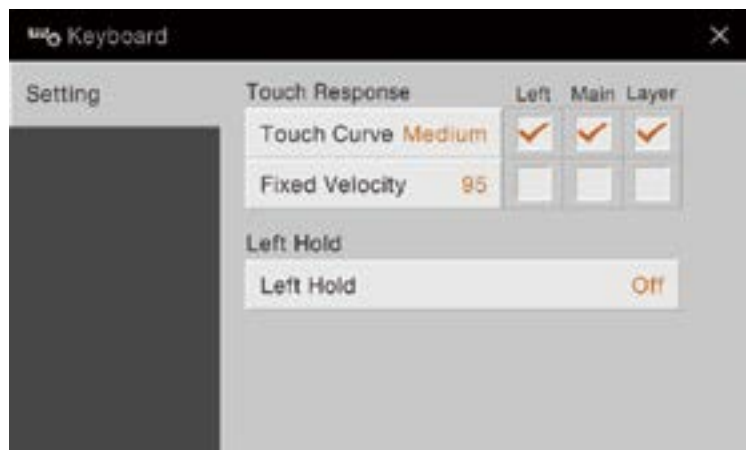 Keyboard
Setting
Touch Response Left Main Layer
Touch Curve Medium
Fixed Velocity 95
Left Hold
Left Hold Off